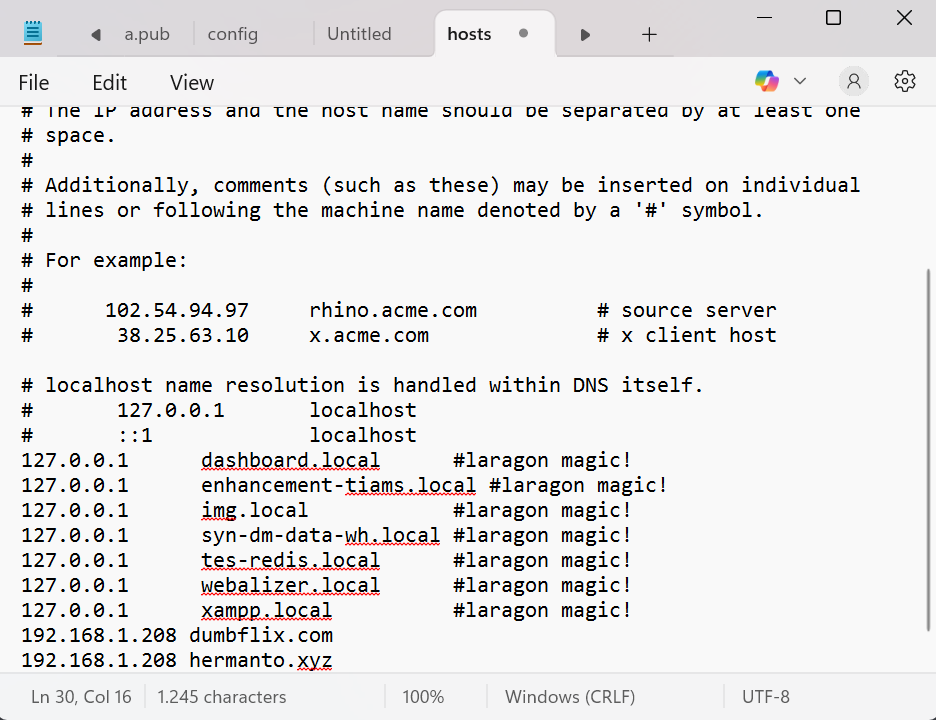 a.pub config Untitled hosts
File Edit View
# The IP address and the host name should be separated by at least one
# space.
#
# Additionally, comments (such as these) may be inserted on individual
# lines or following the machine name denoted by a '#' symbol.
#
# For example:
#
#      102.54.94.97     rhino.acme.com          # source server
#       38.25.63.10     x.acme.com              # x client host
# localhost name resolution is handled within DNS itself.
#       127.0.0.1       localhost
#       ::1             localhost
127.0.0.1      dashboard.local      #laragon magic!
127.0.0.1      enhancement-tiams.local #laragon magic!
127.0.0.1      img.local            #laragon magic!
127.0.0.1      syn-dm-data-wh.local #laragon magic!
127.0.0.1      tes-redis.local      #laragon magic!
127.0.0.1      webalizer.local      #laragon magic!
127.0.0.1      xampp.local          #laragon magic!
192.168.1.208 dumbflix.com
192.168.1.208 hermanto.xyz
Ln 30, Col 16 1.245 characters 100% Windows (CRLF) UTF-8